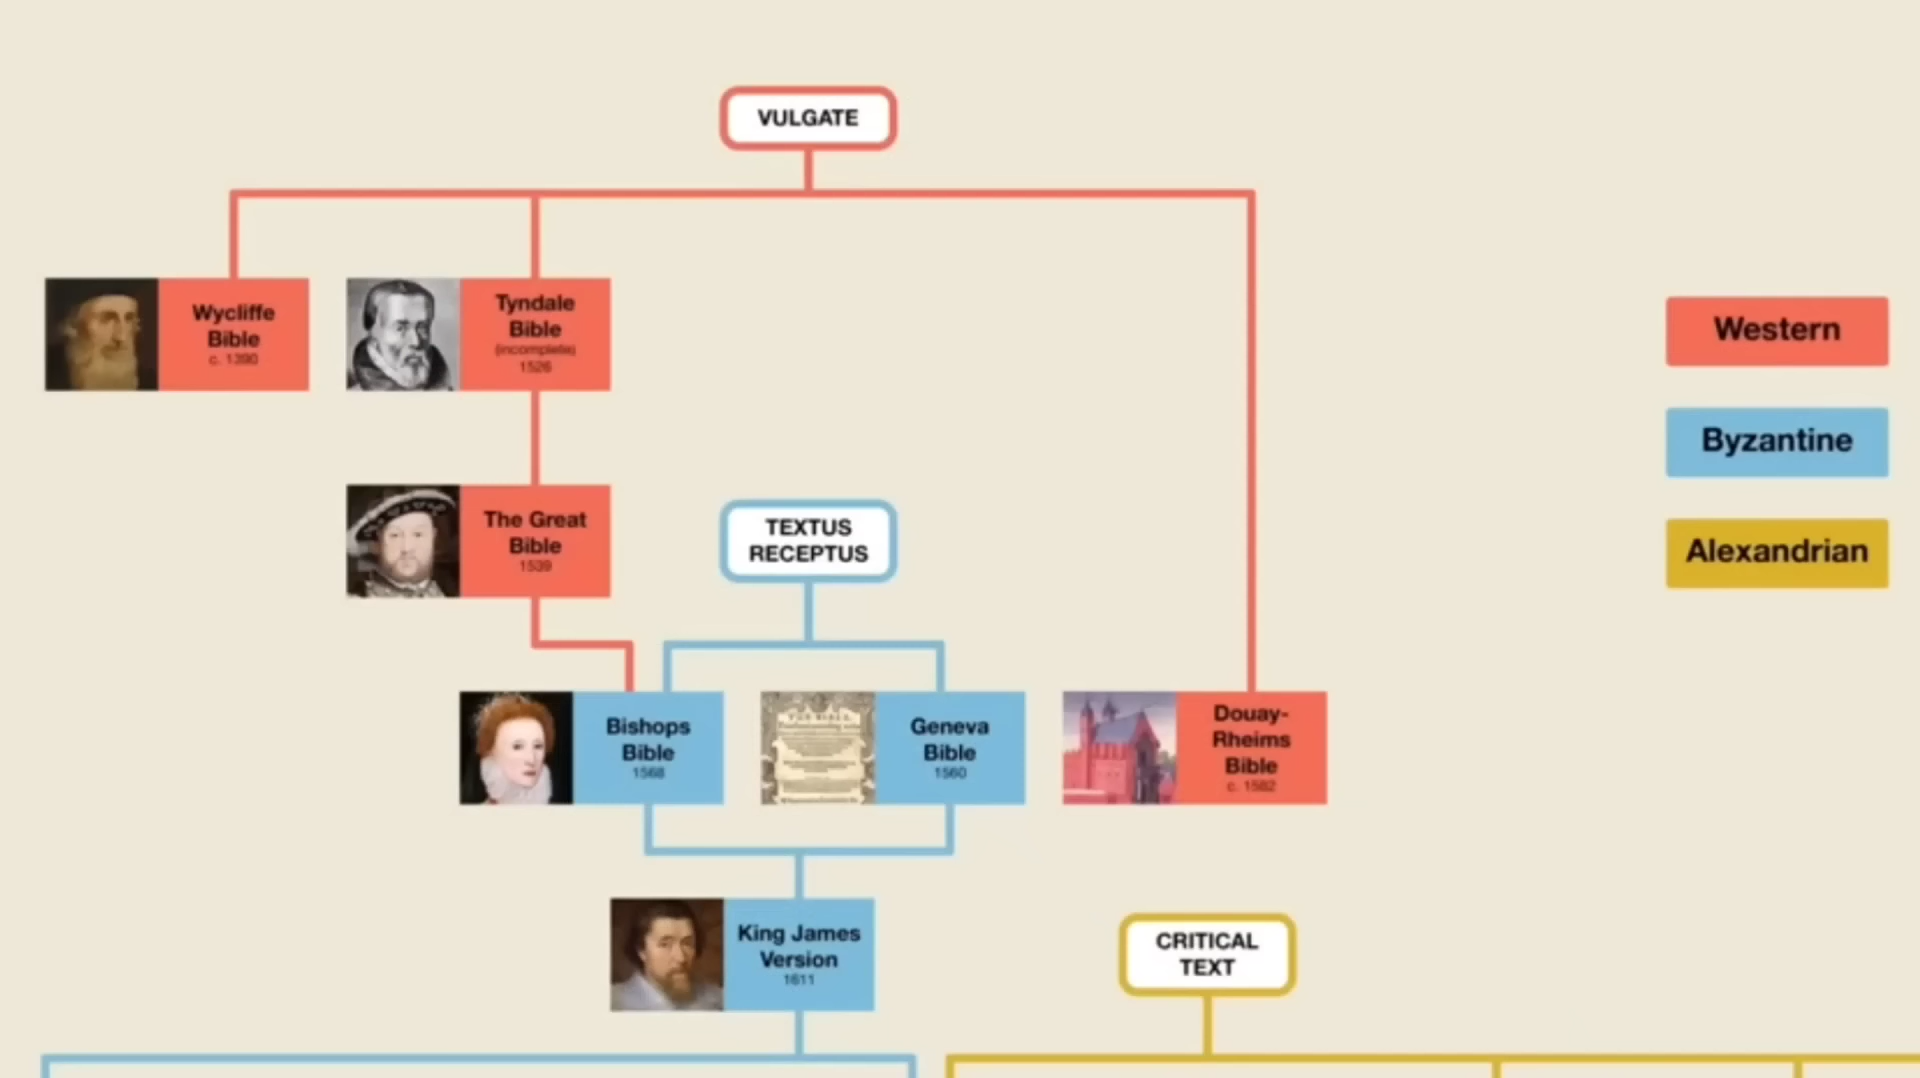 VULGATE
Wycliffe
Bible
c. 1390
Tyndale
Bible
(incomplete)
1526
Western
Byzantine
Alexandrian
The Great
Bible
1539
TEXTUS
RECEPTUS
Bishops
Bible
1568
Geneva
Bible
1560
Douay-
Rheims
Bible
c. 1582
King James
Version
1611
CRITICAL
TEXT